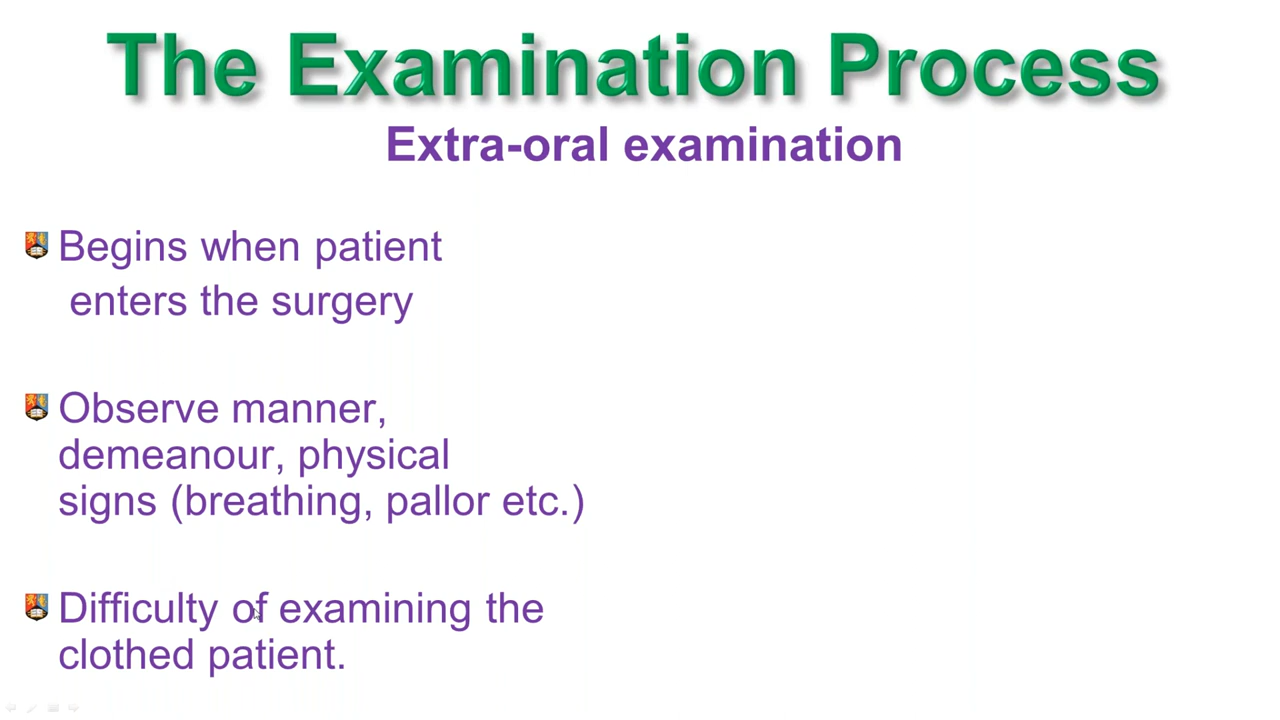 The Examination Process
Extra-oral examination
Begins when patient
enters the surgery
Observe manner,
demeanour, physical
signs (breathing, pallor etc.)
Difficulty of examining the
clothed patient.